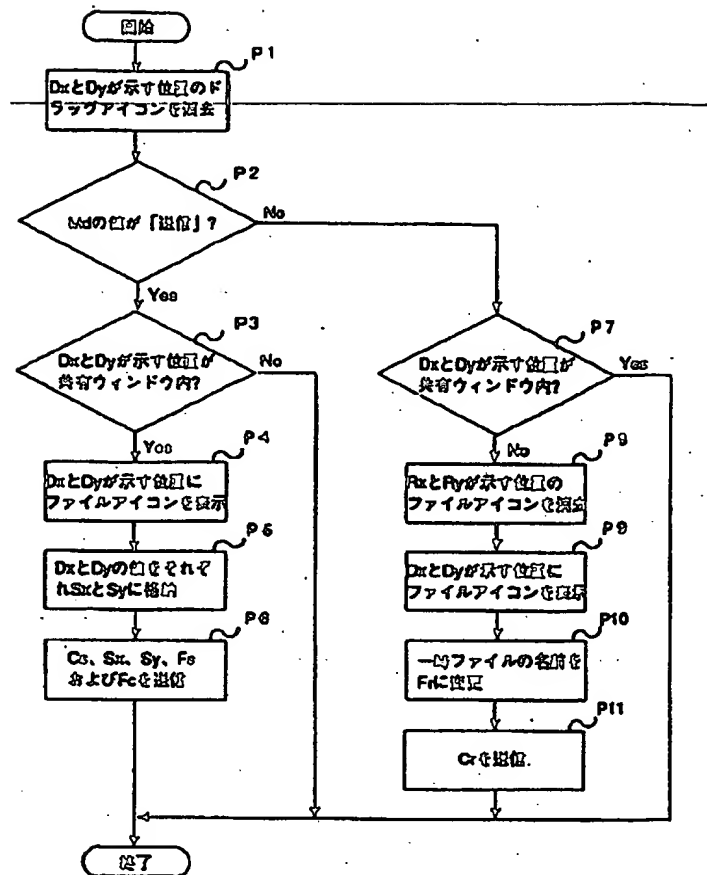 開始
P1
DxとDyが示す位置のド
ラッグアイコンを消去
P2
Mdの値が「送信」?
No
Yes
P3
DxとDyが示す位置が
共有ウィンドウ内?
No
Yes
P4
DxとDyが示す位置に
ファイルアイコンを表示
P5
DxとDyの値をそれぞ
れSxとSyに格納
P6
Cs、Sx、Sy、Fs
およびFcを送信
P7
DxとDyが示す位置が
共有ウィンドウ内?
Yes
No
P9
RxとRyが示す位置の
ファイルアイコンを消去
P9
DxとDyが示す位置に
ファイルアイコンを表示
P10
一時ファイルの名前を
Frに変更
P11
Crを送信.
終了